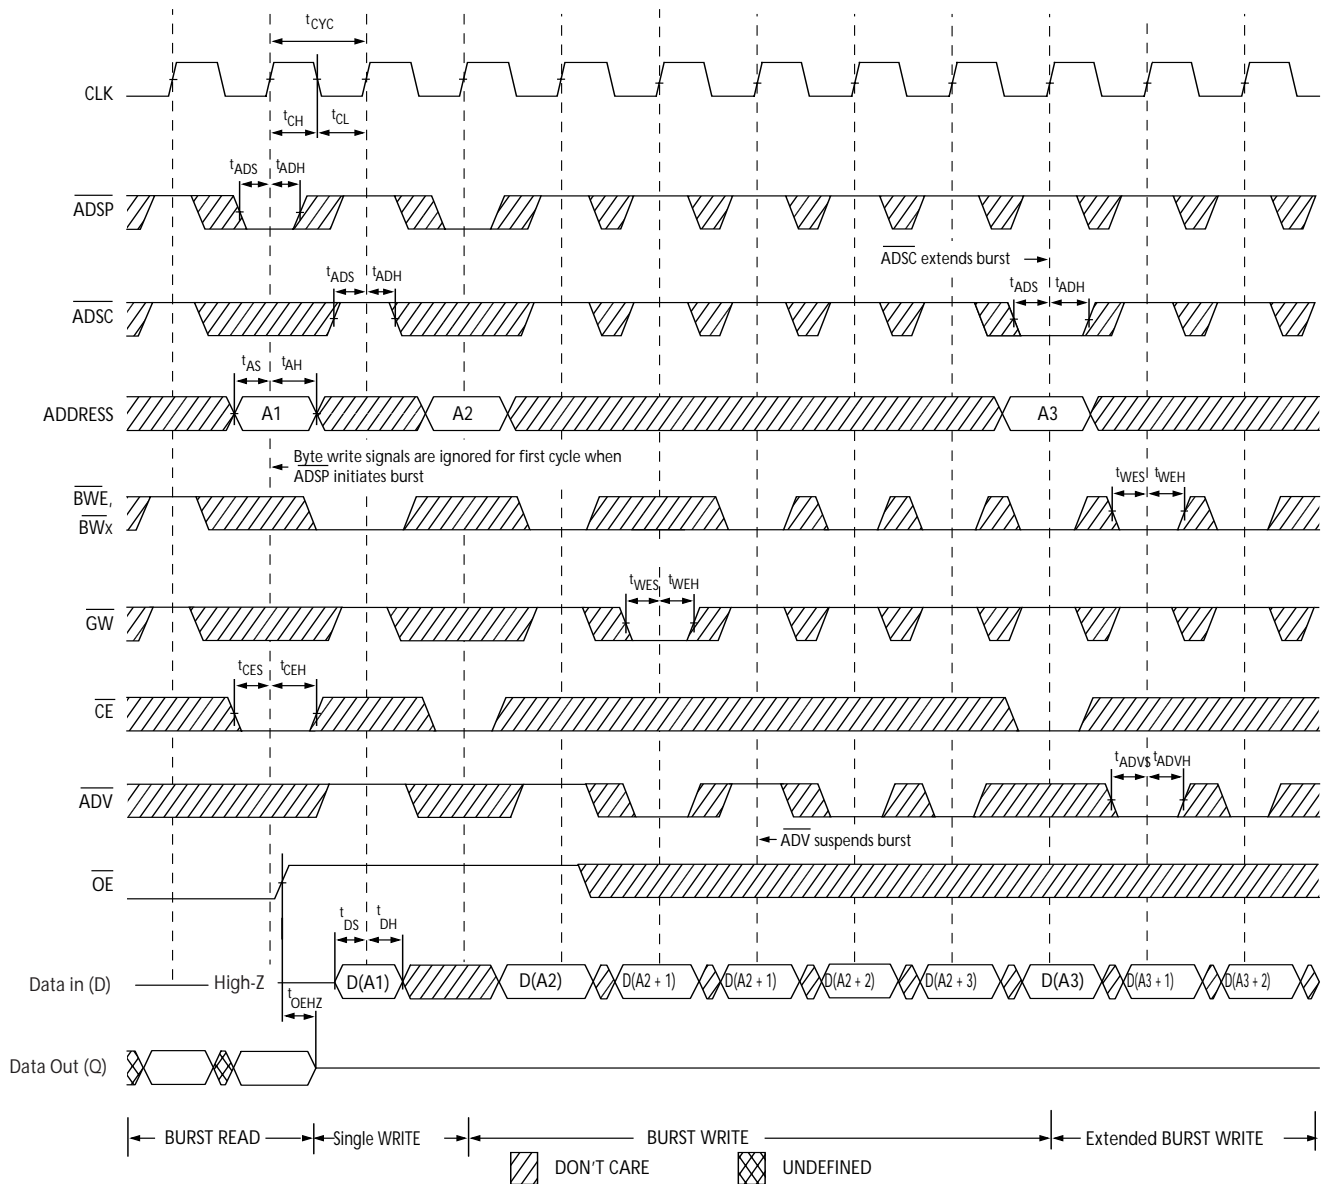 tCYC
CLK
tCH
tCL
tADS
tADH
ADSP
ADSC extends burst
tADS
tADH
tADS
tADH
ADSC
tAS
tAH
ADDRESS
A1
A2
A3
Byte write signals are ignored for first cycle when
ADSP initiates burst
BWE,
BWx
tWES
tWEH
tWES
tWEH
GW
tCES
tCEH
CE
tADVS
tADVH
ADV
ADV suspends burst
OE
tDS
tDH
Data in (D)
High-Z
D(A1)
D(A2)
D(A2 + 1)
D(A2 + 1)
D(A2 + 2)
D(A2 + 3)
D(A3)
D(A3 + 1)
D(A3 + 2)
tOEHZ
Data Out (Q)
BURST READ
Single WRITE
BURST WRITE
Extended BURST WRITE
DON'T CARE
UNDEFINED